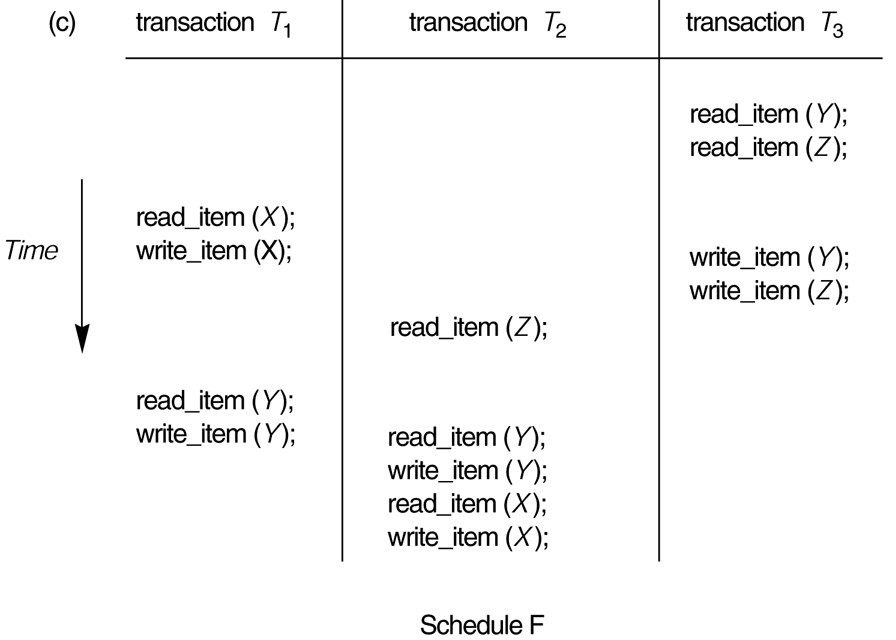 (c) transaction T1 transaction T2 transaction T3
read_item (Y);
read_item (Z);
read_item (X);
Time write_item (X); write_item (Y);
write_item (Z);
read_item (Z);
read_item (Y);
write_item (Y); read_item (Y);
write_item (Y);
read_item (X);
write_item (X);
Schedule F